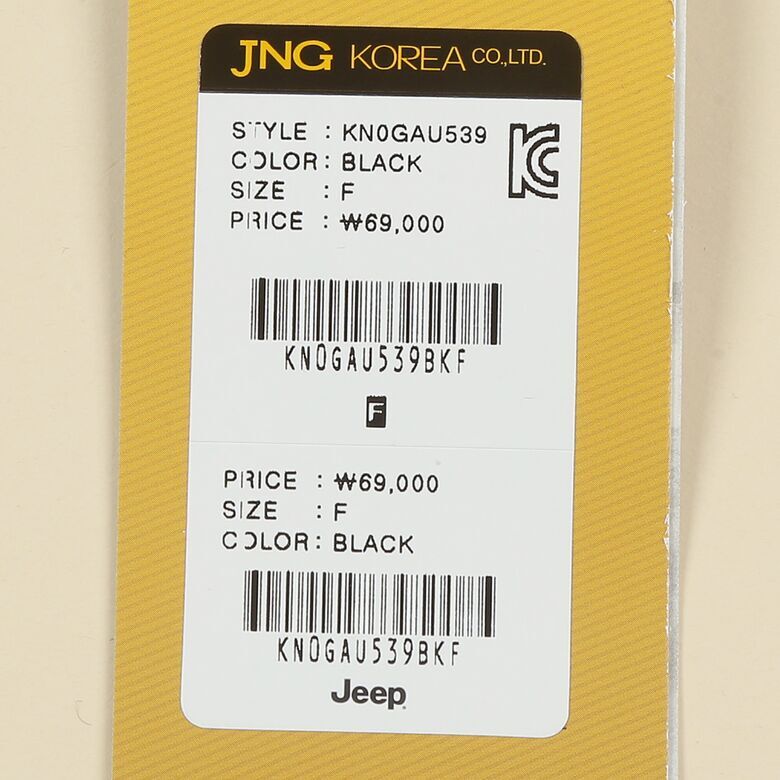 JNG KOREA CO.,LTD.
STYLE : KN0GAU539
COLOR : BLACK
SIZE : F
PRICE : ₩69,000
KC
KN0GAU539BKF
F
PRICE : ₩69,000
SIZE : F
COLOR : BLACK
KN0GAU539BKF
Jeep